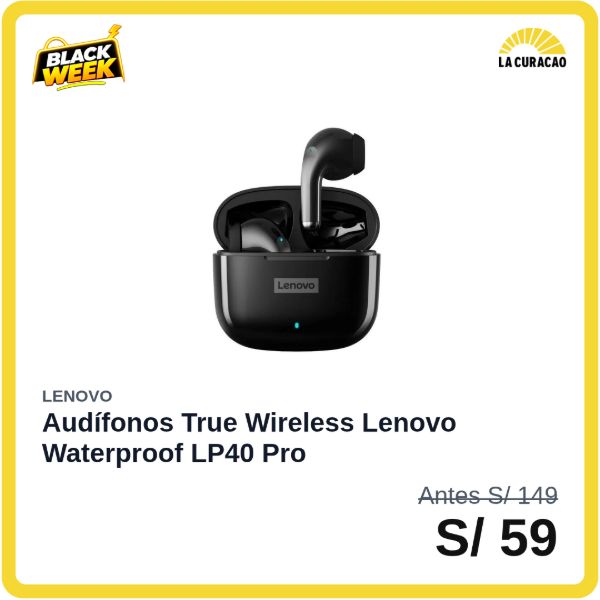 BLACK
WEEK
LA CURACAO
Lenovo
LENOVO
Audífonos True Wireless Lenovo
Waterproof LP40 Pro
Antes S/ 149
S/ 59